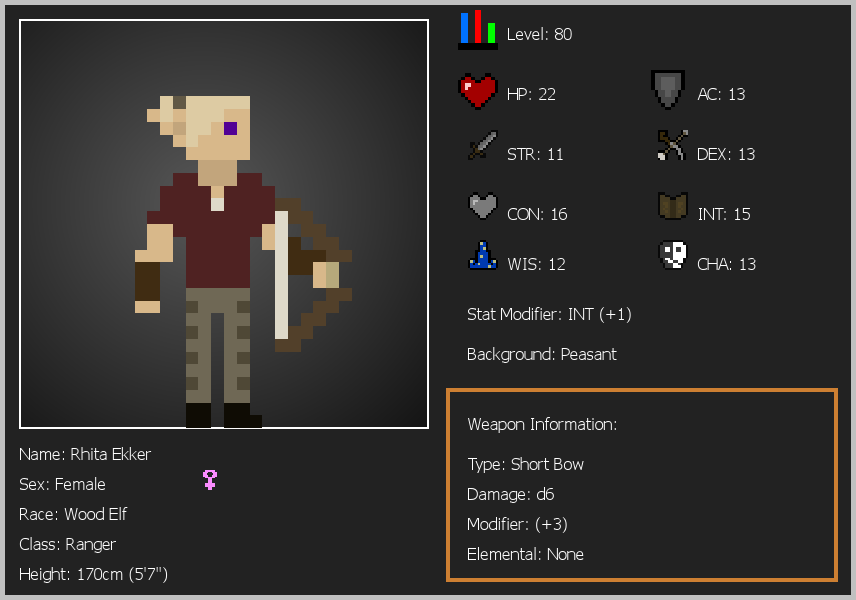 Level: 80
HP: 22
AC: 13
STR: 11
DEX: 13
CON: 16
INT: 15
WIS: 12
CHA: 13
Stat Modifier: INT (+1)
Background: Peasant
Weapon Information:
Type: Short Bow
Damage: d6
Modifier: (+3)
Elemental: None
Name: Rhita Ekker
Sex: Female
Race: Wood Elf
Class: Ranger
Height: 170cm (5'7")